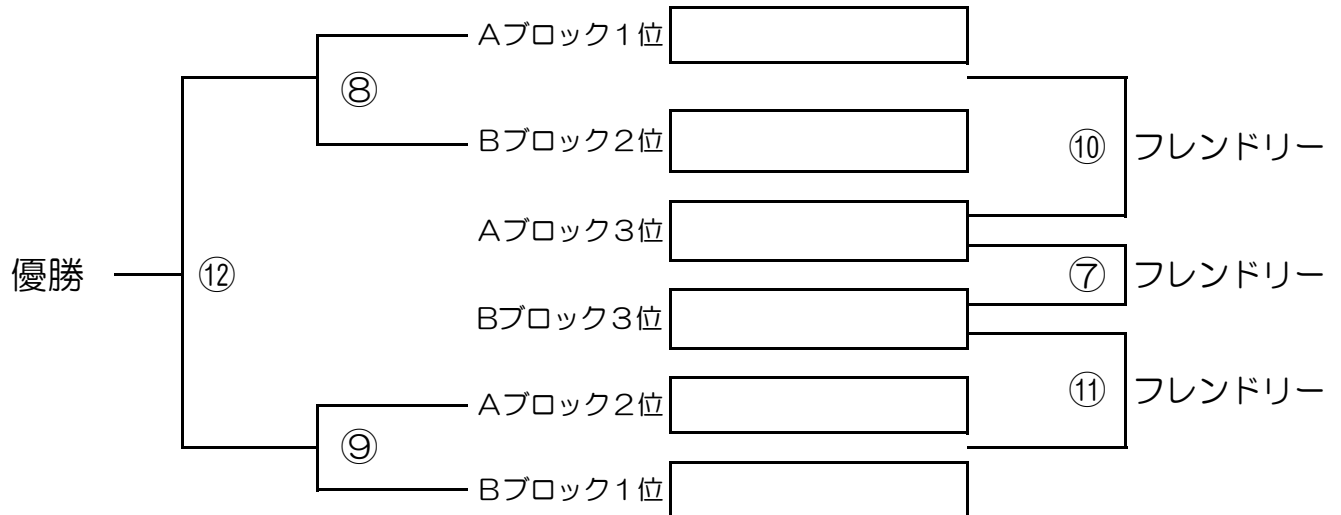 Aブロック1位
⑧
Bブロック2位
⑩ フレンドリー
Aブロック3位
優勝
⑫
⑦ フレンドリー
Bブロック3位
⑪ フレンドリー
Aブロック2位
⑨
Bブロック1位